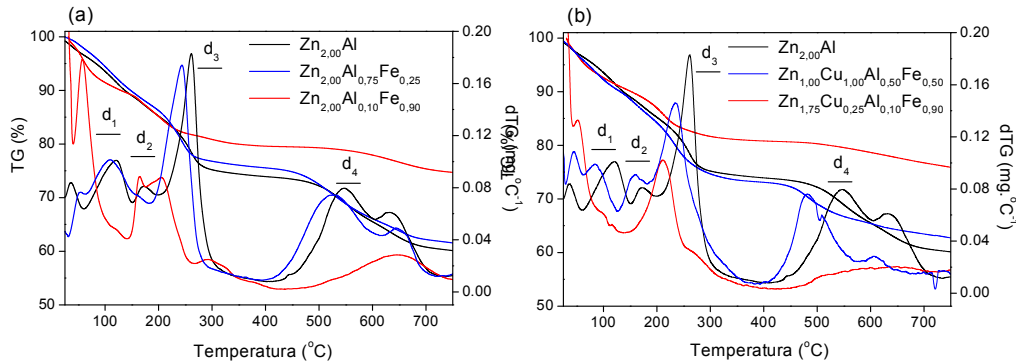 (a)
Zn2,00Al
Zn2,00Al0,75Fe0,25
Zn2,00Al0,10Fe0,90
d1
d2
d3
d4
TG (%)
100
90
80
70
60
50
100 200 300 400 500 600 700
Temperatura (°C)
0.20
0.16
0.12
0.08
0.04
0.00
(b)
Zn2,00Al
Zn1,00Cu1,00Al0,50Fe0,50
Zn1,75Cu0,25Al0,10Fe0,90
d1
d2
d3
d4
100
90
80
70
60
50
100 200 300 400 500 600 700
Temperatura (°C)
0.20
0.16
0.12
0.08
0.04
0.00
dTG (mg.°C-1)